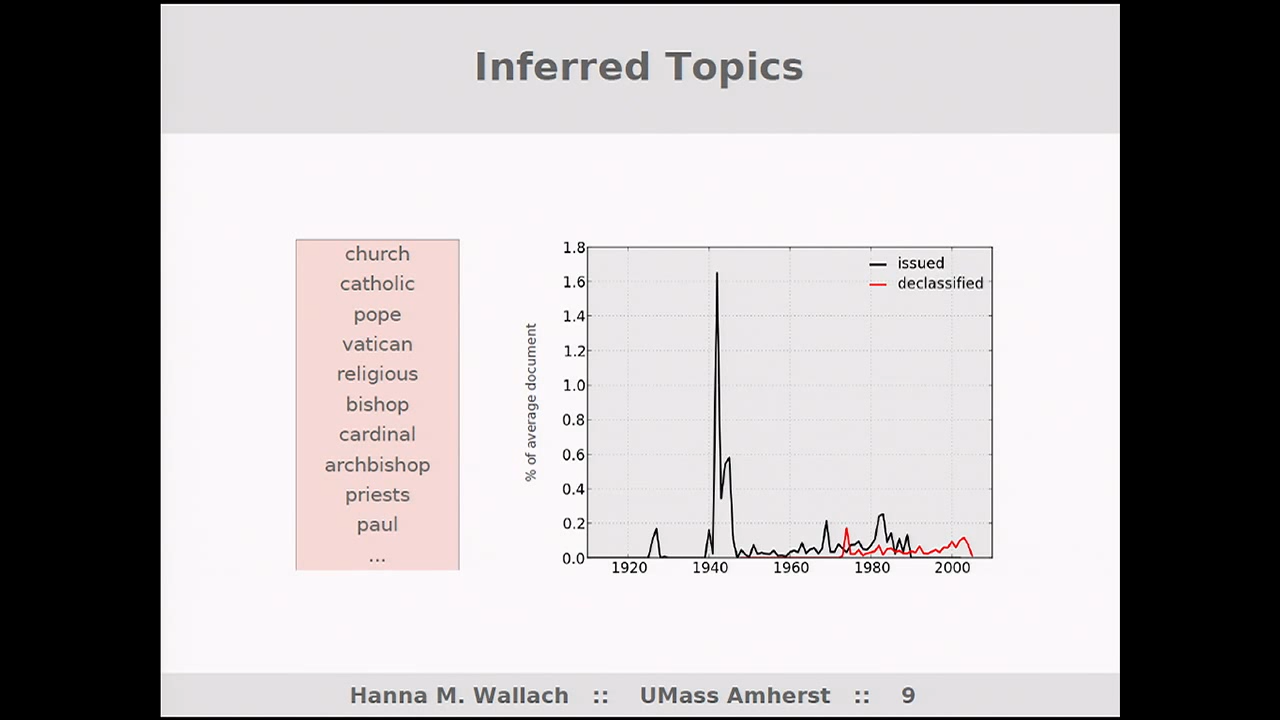 Inferred Topics
church
catholic
pope
vatican
religious
bishop
cardinal
archbishop
priests
paul
...
% of average document
1.8
1.6
1.4
1.2
1.0
0.8
0.6
0.4
0.2
0.0
issued
declassified
1920 1940 1960 1980 2000
Hanna M. Wallach :: UMass Amherst :: 9